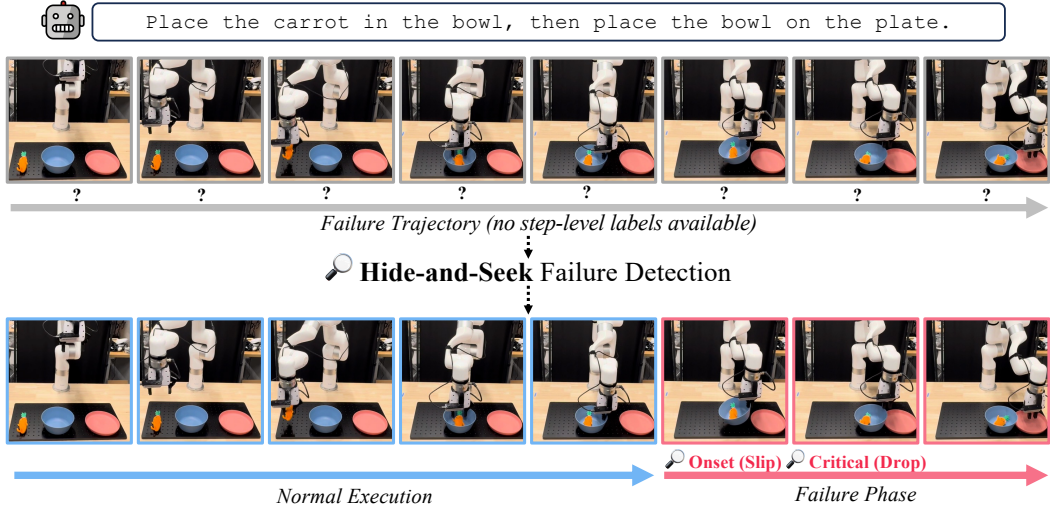 Place the carrot in the bowl, then place the bowl on the plate.
? ? ? ? ? ? ? ?
Failure Trajectory (no step-level labels available)
Hide-and-Seek Failure Detection
Onset (Slip) Critical (Drop)
Normal Execution Failure Phase